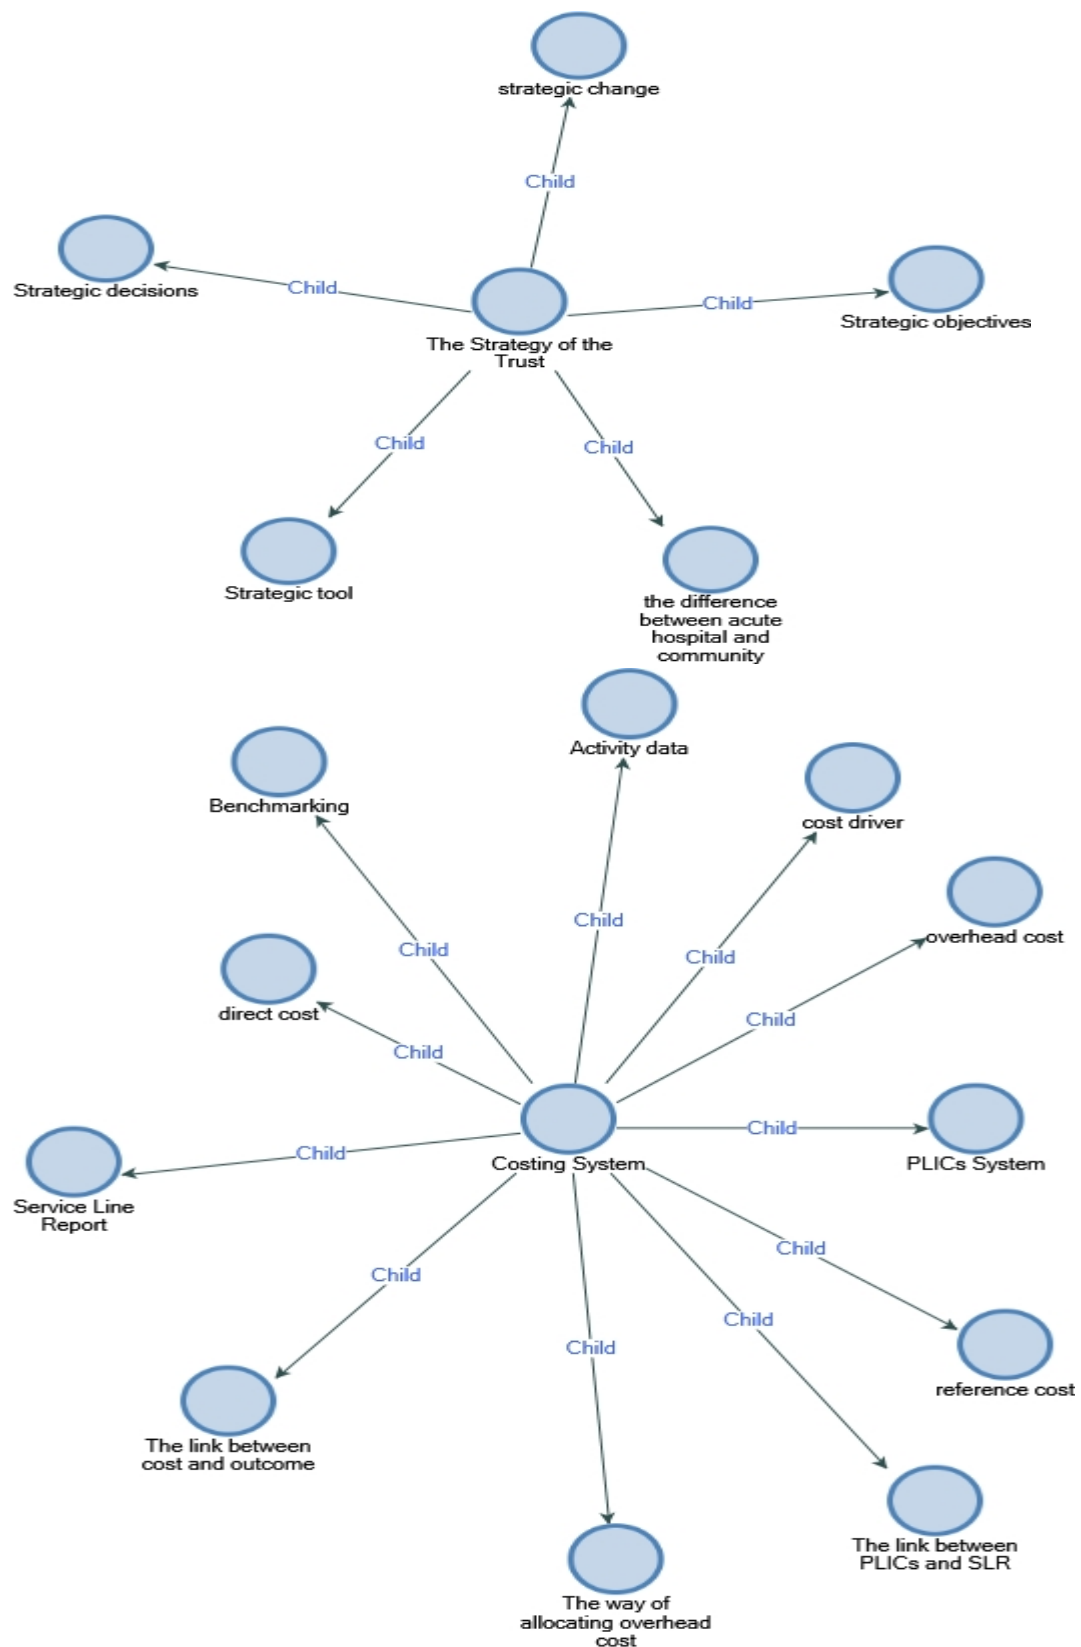 strategic change
Child
Strategic decisions
Child
Child
Strategic objectives
The Strategy of the
Trust
Child
Child
Strategic tool
the difference
between acute
hospital and
community
Activity data
Benchmarking
cost driver
Child
overhead cost
Child
Child
direct cost
Child
Child
Child
Child
Costing System
PLICs System
Service Line
Report
Child
Child
Child
Child
Child
reference cost
The link between
cost and outcome
The link between
PLICs and SLR
The way of
allocating overhead
cost